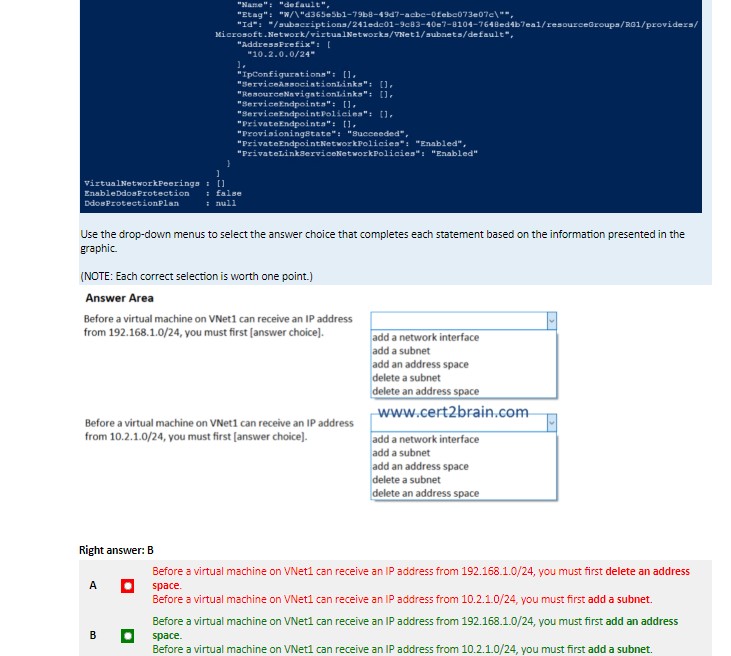 "Name": "default",
"Etag": "W/\"d365e5b1-79b8-49d7-acbc-0febc073e07c\"",
"Id": "/subscriptions/241edc01-9c83-40e7-8104-7648ed4b7ea1/resourceGroups/RG1/providers/
Microsoft.Network/virtualNetworks/VNet1/subnets/default",
"AddressPrefix": [
"10.2.0.0/24"
],
"IpConfigurations": [],
"ServiceAssociationLinks": [],
"ResourceNavigationLinks": [],
"ServiceEndpoints": [],
"ServiceEndpointPolicies": [],
"PrivateEndpoints": [],
"ProvisioningState": "Succeeded",
"PrivateEndpointNetworkPolicies": "Enabled",
"PrivateLinkServiceNetworkPolicies": "Enabled"
}
]
VirtualNetworkPeerings : []
EnableDdosProtection : false
DdosProtectionPlan : null
Use the drop-down menus to select the answer choice that completes each statement based on the information presented in the
graphic.
(NOTE: Each correct selection is worth one point.)
Answer Area
Before a virtual machine on VNet1 can receive an IP address
from 192.168.1.0/24, you must first [answer choice].
add a network interface
add a subnet
add an address space
delete a subnet
delete an address space
www.cert2brain.com
Before a virtual machine on VNet1 can receive an IP address
from 10.2.1.0/24, you must first [answer choice].
add a network interface
add a subnet
add an address space
delete a subnet
delete an address space
Right answer: B
A
Before a virtual machine on VNet1 can receive an IP address from 192.168.1.0/24, you must first delete an address
space.
Before a virtual machine on VNet1 can receive an IP address from 10.2.1.0/24, you must first add a subnet.
B
Before a virtual machine on VNet1 can receive an IP address from 192.168.1.0/24, you must first add an address
space.
Before a virtual machine on VNet1 can receive an IP address from 10.2.1.0/24, you must first add a subnet.